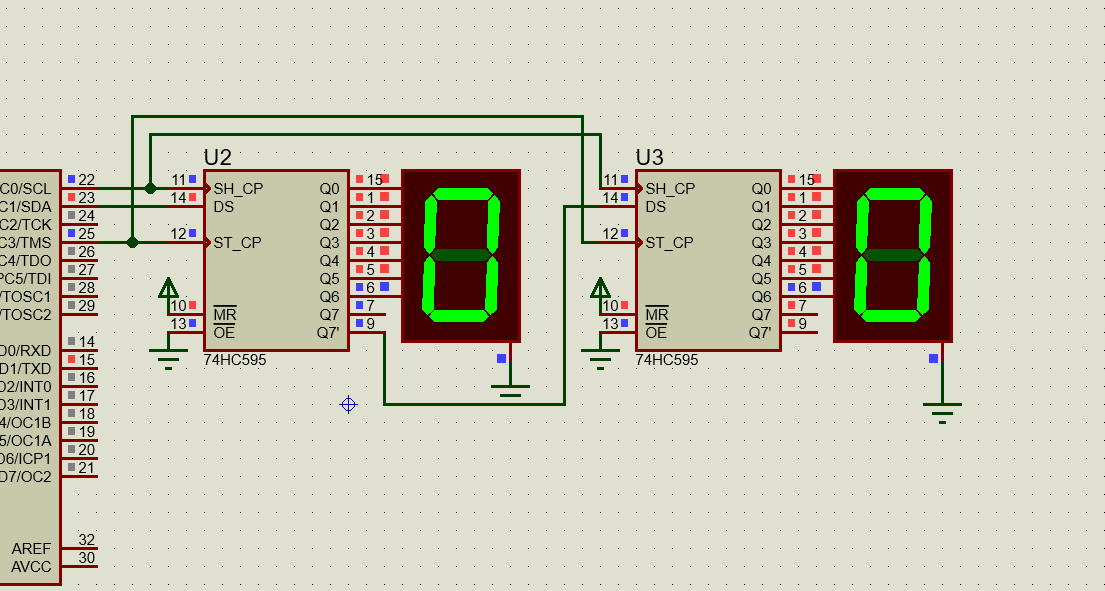 U2
U3
C0/SCL 22
C1/SDA 23
C2/TCK 24
C3/TMS 25
C4/TDO 26
PC5/TDI 27
/TOSC1 28
/TOSC2 29
D0/RXD 14
D1/TXD 15
D2/INT0 16
D3/INT1 17
4/OC1B 18
5/OC1A 19
D6/ICP1 20
D7/OC2 21
AREF 32
AVCC 30
11 SH_CP Q0 15
14 DS Q1 1
Q2 2
12 ST_CP Q3 3
Q4 4
Q5 5
Q6 6
10 MR Q7 7
13 OE Q7' 9
74HC595
0
11 SH_CP Q0 15
14 DS Q1 1
Q2 2
12 ST_CP Q3 3
Q4 4
Q5 5
Q6 6
10 MR Q7 7
13 OE Q7' 9
74HC595
0